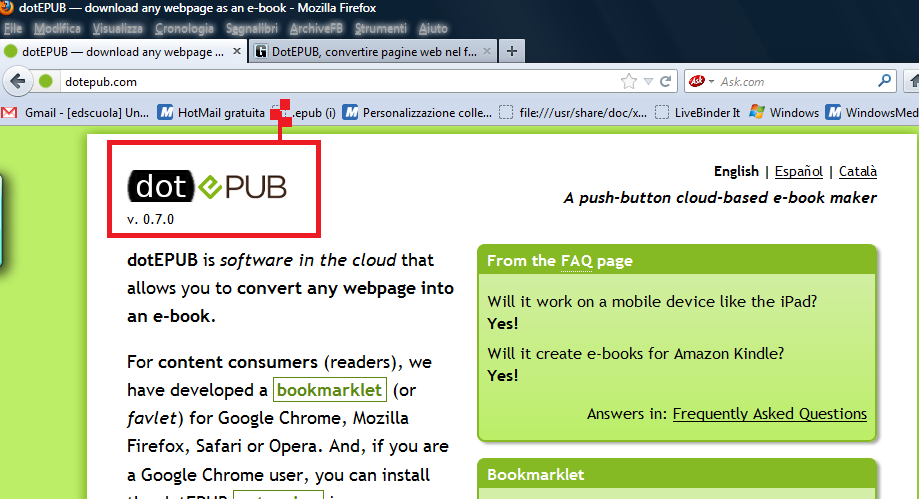 dotEPUB — download any webpage as an e-book - Mozilla Firefox
File Modifica Visualizza Cronologia Segnalibri ArchiveFB Strumenti Aiuto
dotEPUB — download any webpage ... × DotEPUB, convertire pagine web nel f... × +
dotepub.com Ask Ask.com
Gmail - [edscuola] Un... HotMail gratuita .epub (i) Personalizzazione colle... file:///usr/share/doc/x... LiveBinder It Windows WindowsMed
dot ePUB
v. 0.7.0
English | Español | Català
A push-button cloud-based e-book maker
dotEPUB is software in the cloud that
allows you to convert any webpage into
an e-book.
For content consumers (readers), we
have developed a bookmarklet (or
favlet) for Google Chrome, Mozilla
Firefox, Safari or Opera. And, if you are
a Google Chrome user, you can install
From the FAQ page
Will it work on a mobile device like the iPad?
Yes!
Will it create e-books for Amazon Kindle?
Yes!
Answers in: Frequently Asked Questions
Bookmarklet